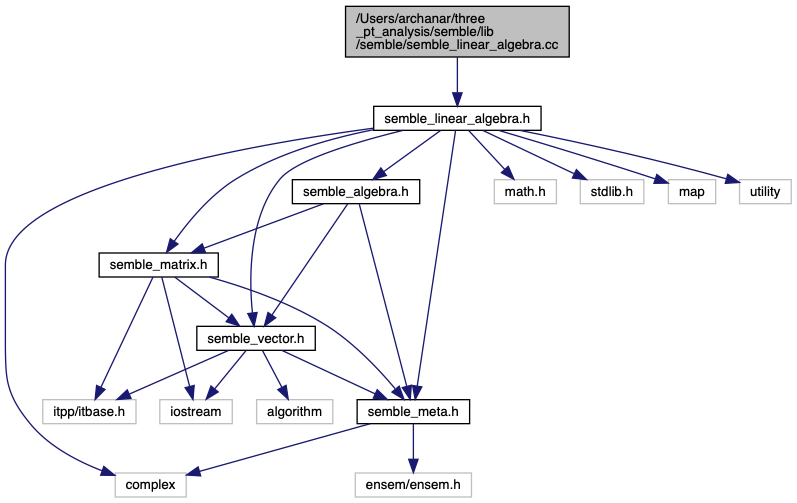 /Users/archanar/three
_pt_analysis/semble/lib
/semble/semble_linear_algebra.cc
semble_linear_algebra.h
semble_algebra.h
math.h
stdlib.h
map
utility
semble_matrix.h
semble_vector.h
itpp/itbase.h
iostream
algorithm
semble_meta.h
complex
ensem/ensem.h